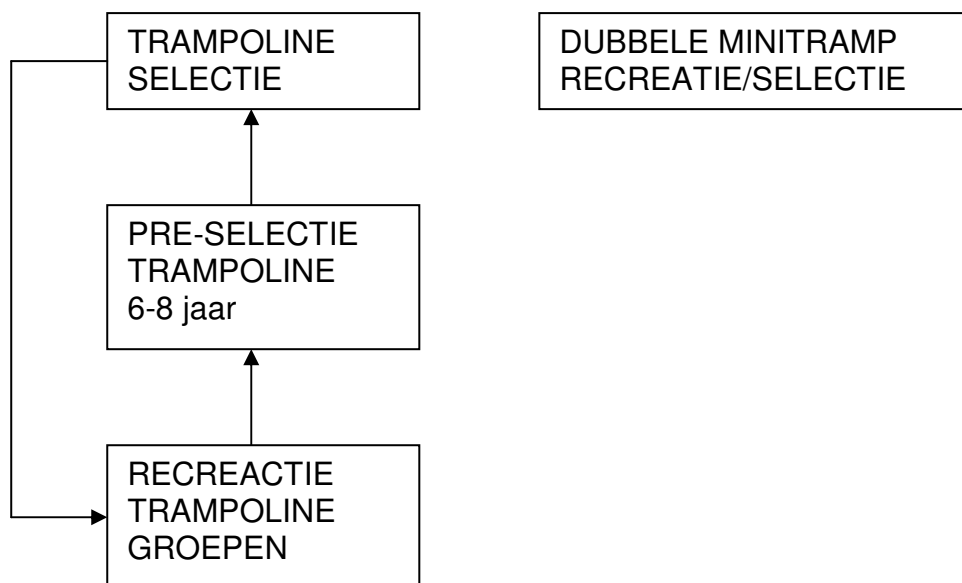 TRAMPOLINE
SELECTIE
DUBBELE MINITRAMP
RECREATIE/SELECTIE
PRE-SELECTIE
TRAMPOLINE
6-8 jaar
RECREACTIE
TRAMPOLINE
GROEPEN